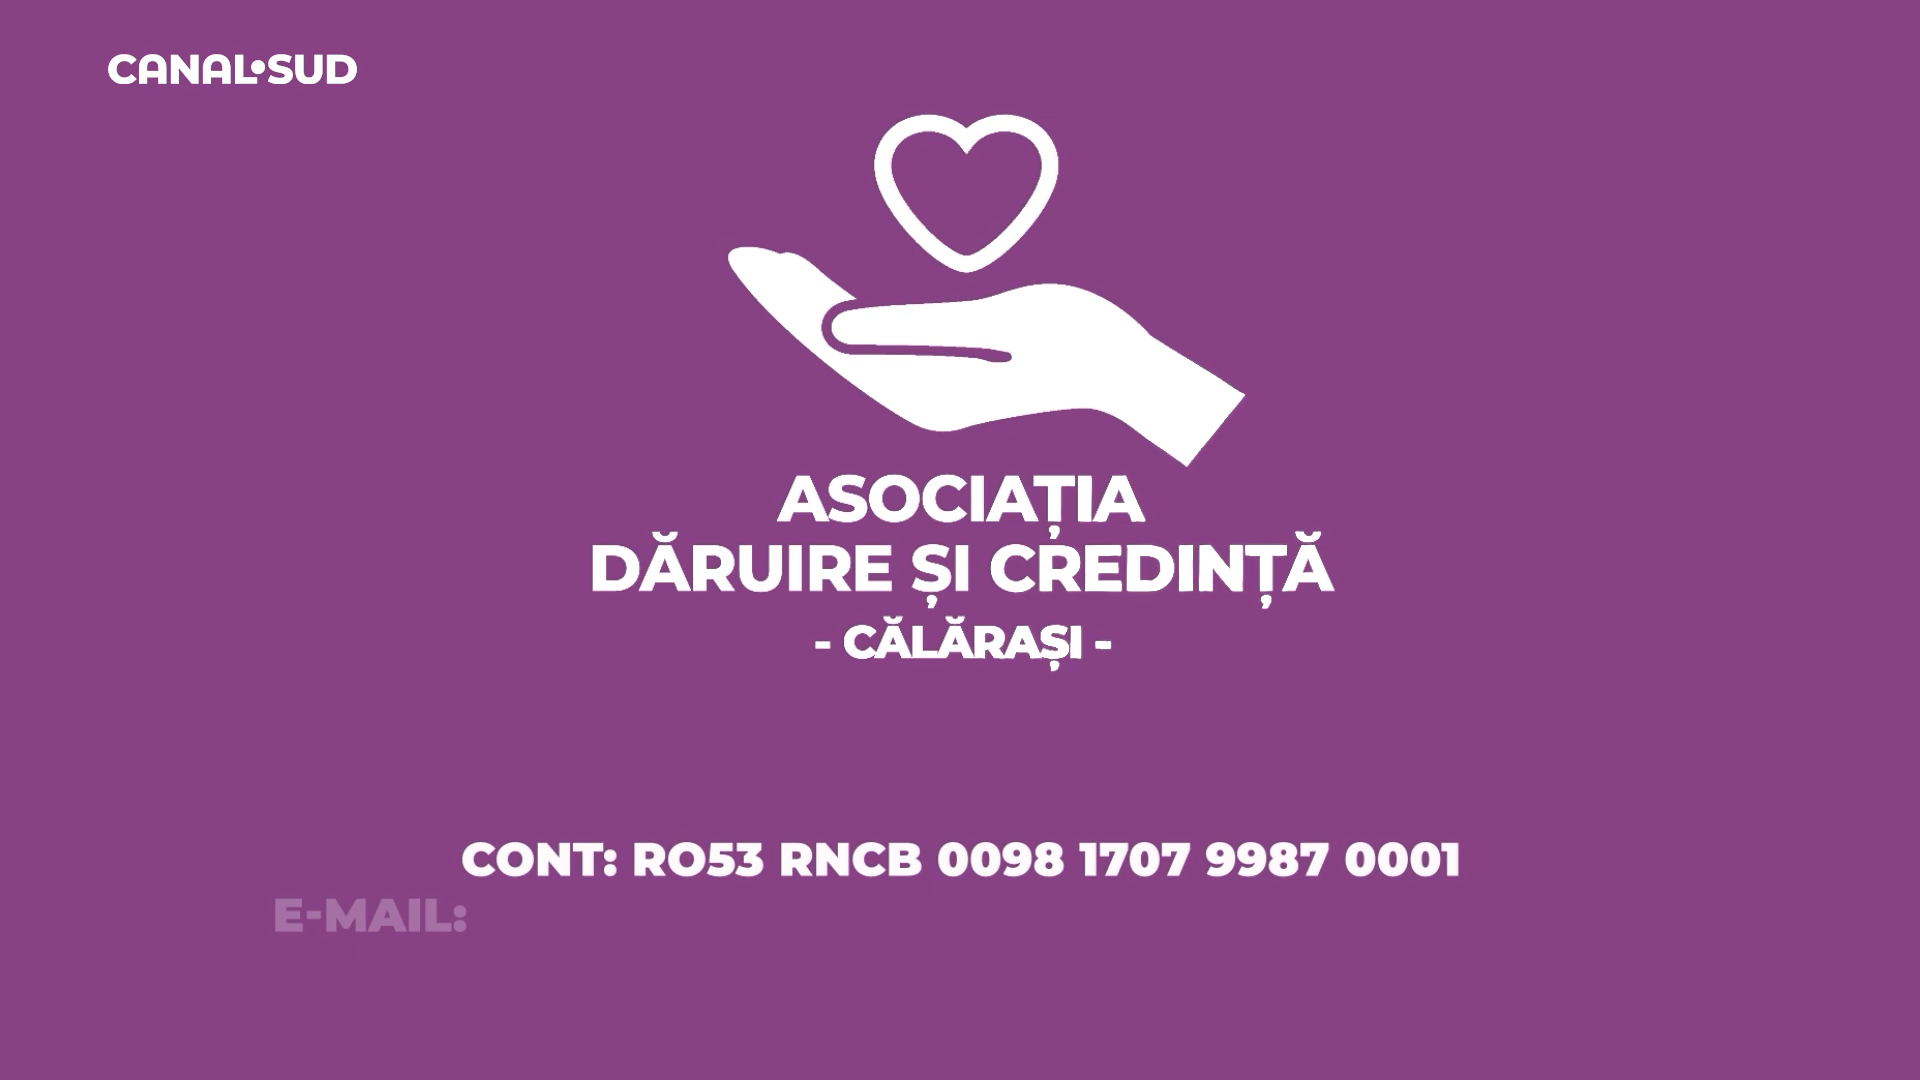 CANAL•SUD
ASOCIAȚIA
DĂRUIRE ȘI CREDINȚĂ
- CĂLĂRAȘI -
CONT: RO53 RNCB 0098 1707 9987 0001
E-MAIL: